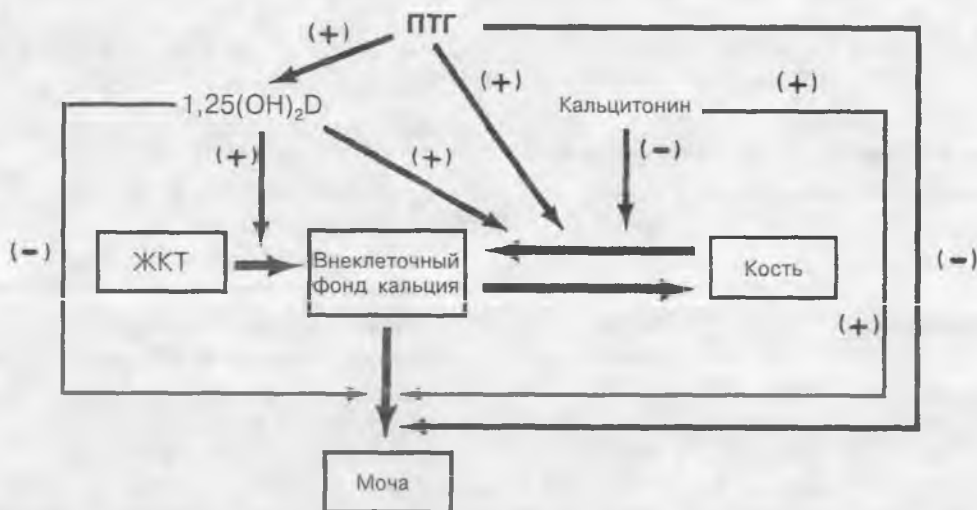 (+)
ПТГ
(+)
(+)
1,25(OH)₂D
Кальцитонин
(+)
(+)
(−)
(−)
ЖКТ
Внеклеточный
фонд кальция
Кость
(−)
(+)
Моча